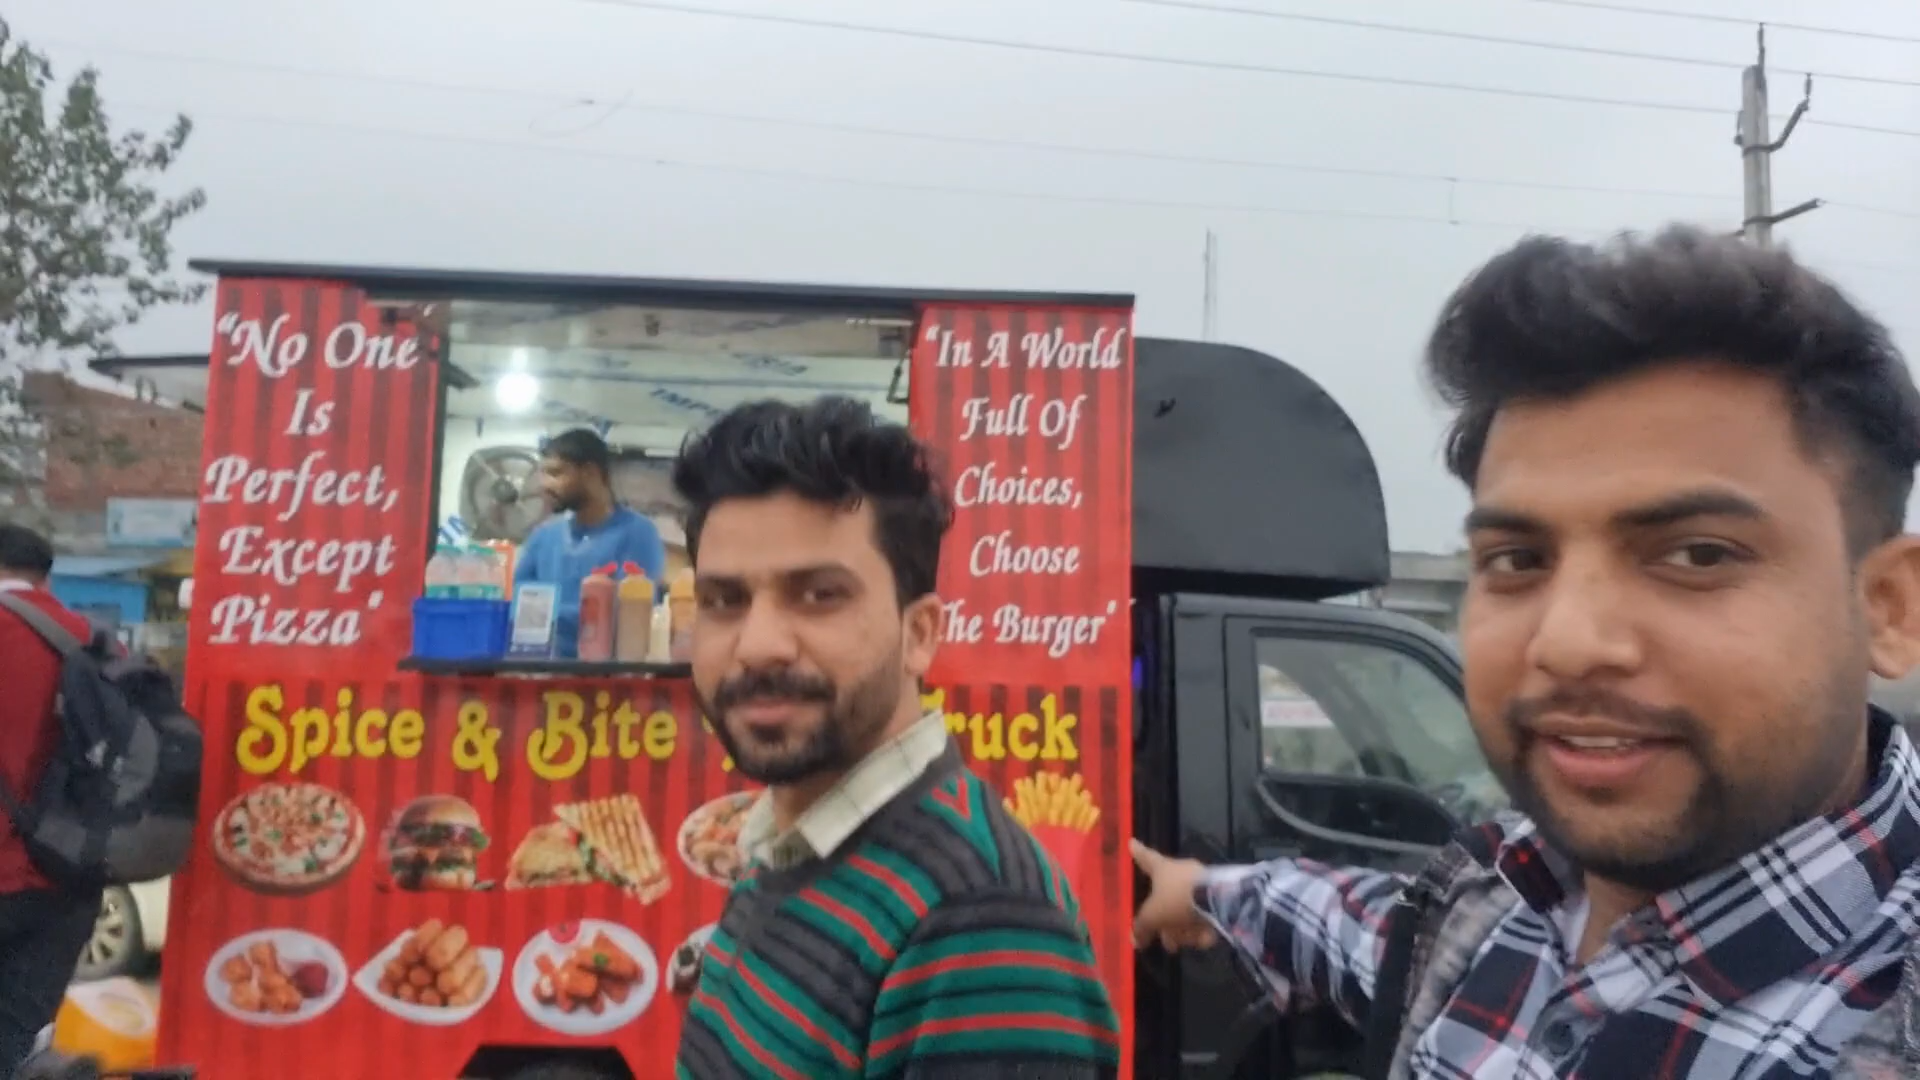 “No One
Is
Perfect,
Except
Pizza"
“In A World
Full Of
Choices,
Choose
The Burger"
Spice & Bite
ruck